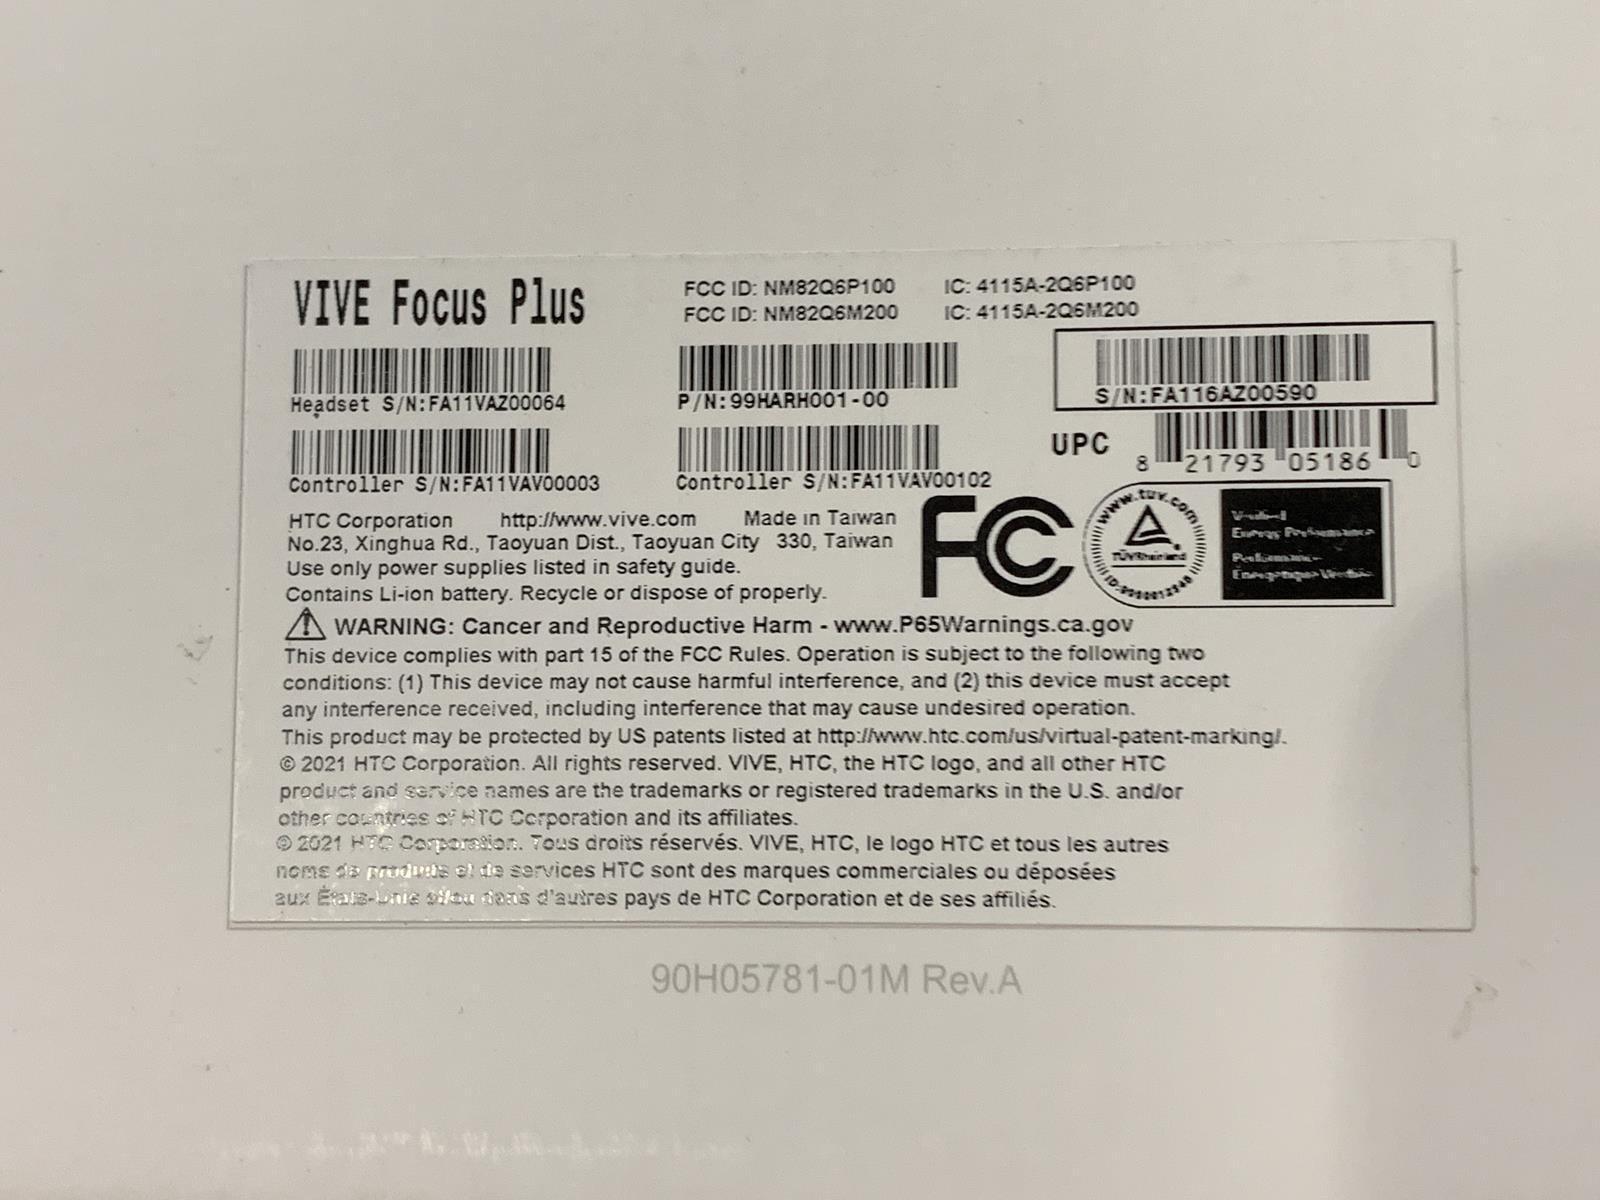 VIVE Focus Plus
FCC ID: NM82Q6P100 IC: 4115A-2Q6P100
FCC ID: NM82Q6M200 IC: 4115A-2Q6M200
Headset S/N:FA11VAZ00064
P/N:99HARH001-00
S/N:FA116AZ00590
Controller S/N:FA11VAV00003
Controller S/N:FA11VAV00102
UPC 8 21793 05186 0
HTC Corporation http://www.vive.com Made in Taiwan
No.23, Xinghua Rd., Taoyuan Dist., Taoyuan City 330, Taiwan
Use only power supplies listed in safety guide.
Contains Li-ion battery. Recycle or dispose of properly.
FC
www.tuv.com
TÜVRheinland
Verified
Energy Performance
Performance
Énergétique Vérifiée
WARNING: Cancer and Reproductive Harm - www.P65Warnings.ca.gov
This device complies with part 15 of the FCC Rules. Operation is subject to the following two
conditions: (1) This device may not cause harmful interference, and (2) this device must accept
any interference received, including interference that may cause undesired operation.
This product may be protected by US patents listed at http://www.htc.com/us/virtual-patent-marking/.
© 2021 HTC Corporation. All rights reserved. VIVE, HTC, the HTC logo, and all other HTC
product and service names are the trademarks or registered trademarks in the U.S. and/or
other countries of HTC Corporation and its affiliates.
© 2021 HTC Corporation. Tous droits réservés. VIVE, HTC, le logo HTC et tous les autres
noms de produits et de services HTC sont des marques commerciales ou déposées
aux États-Unis et/ou dans d'autres pays de HTC Corporation et de ses affiliés.
90H05781-01M Rev.A